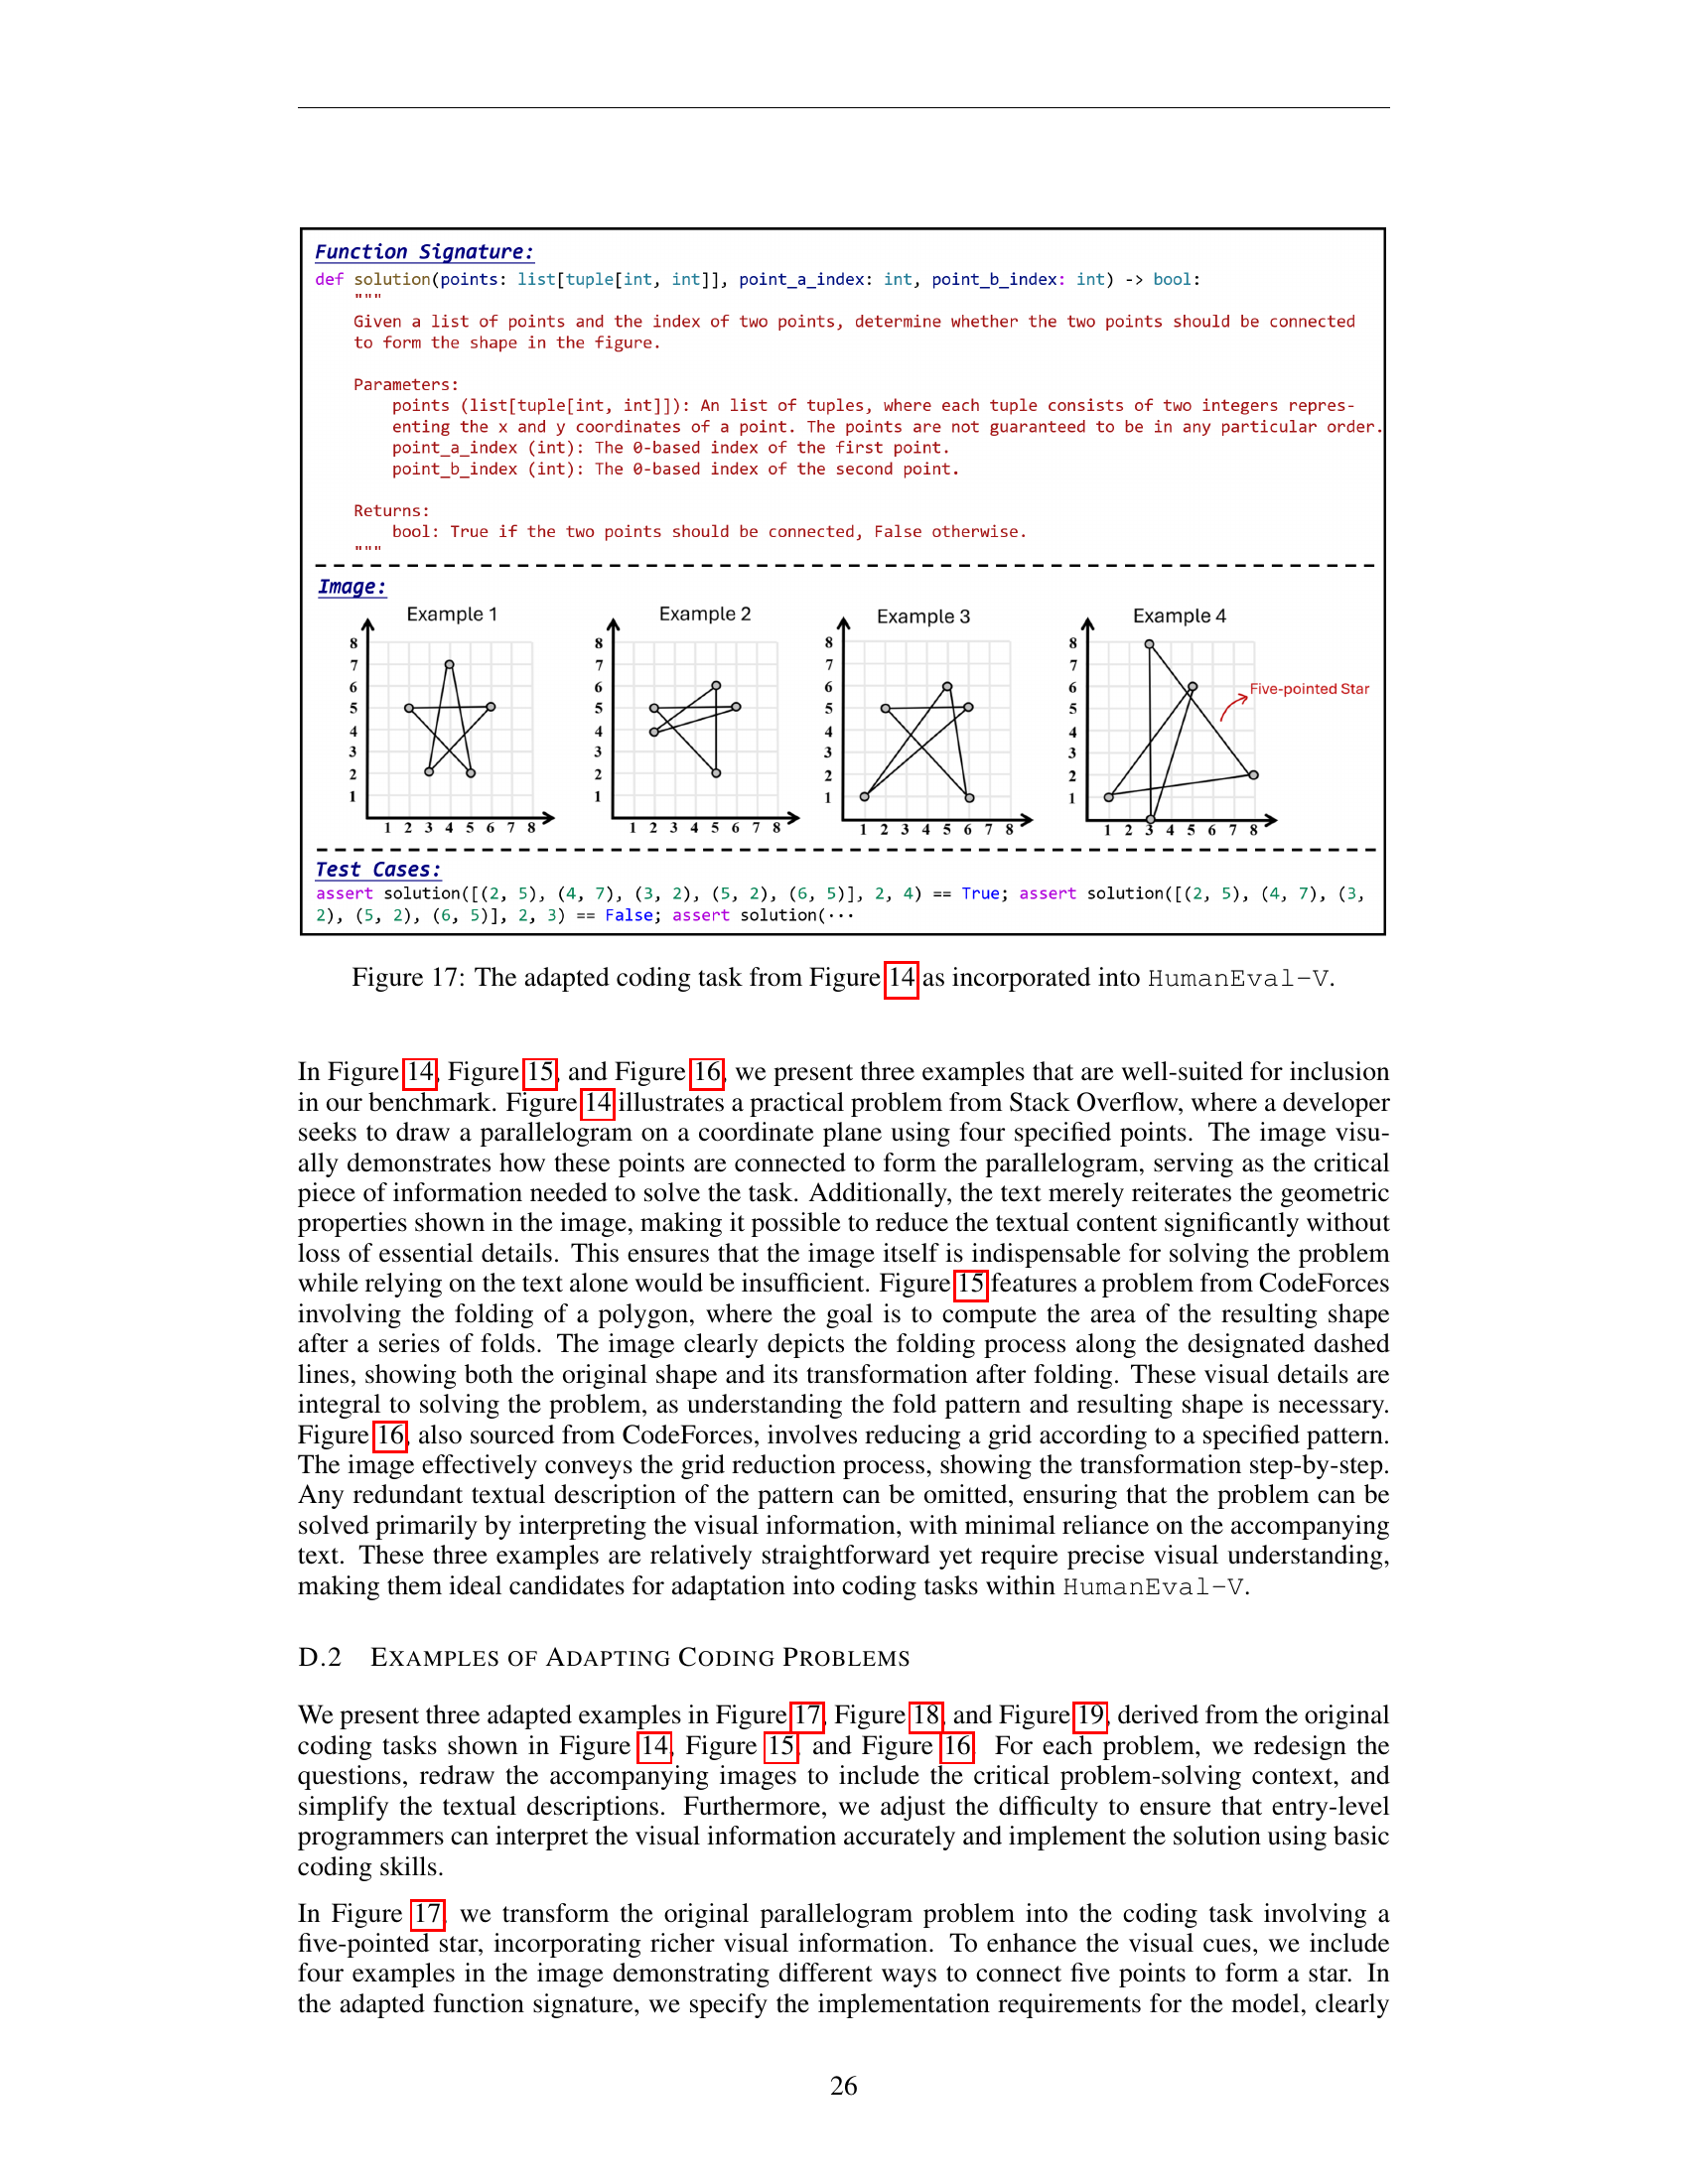 Function Signature:
def solution(points: list[tuple[int, int]], point_a_index: int, point_b_index: int) -> bool:
"""
Given a list of points and the index of two points, determine whether the two points should be connected
to form the shape in the figure.
Parameters:
points (list[tuple[int, int]]): An list of tuples, where each tuple consists of two integers repres-
enting the x and y coordinates of a point. The points are not guaranteed to be in any particular order.
point_a_index (int): The 0-based index of the first point.
point_b_index (int): The 0-based index of the second point.
Returns:
bool: True if the two points should be connected, False otherwise.
"""
Image:
Example 1
8
7
6
5
4
3
2
1
1 2 3 4 5 6 7 8
Example 2
8
7
6
5
4
3
2
1
1 2 3 4 5 6 7 8
Example 3
8
7
6
5
4
3
2
1
1 2 3 4 5 6 7 8
Example 4
8
7
6
5
4
3
2
1
1 2 3 4 5 6 7 8
Five-pointed Star
Test Cases:
assert solution([(2, 5), (4, 7), (3, 2), (5, 2), (6, 5)], 2, 4) == True; assert solution([(2, 5), (4, 7), (3,
2), (5, 2), (6, 5)], 2, 3) == False; assert solution(···
Figure 17: The adapted coding task from Figure 14 as incorporated into HumanEval-V.
In Figure 14, Figure 15, and Figure 16, we present three examples that are well-suited for inclusion
in our benchmark. Figure 14 illustrates a practical problem from Stack Overflow, where a developer
seeks to draw a parallelogram on a coordinate plane using four specified points. The image visu-
ally demonstrates how these points are connected to form the parallelogram, serving as the critical
piece of information needed to solve the task. Additionally, the text merely reiterates the geometric
properties shown in the image, making it possible to reduce the textual content significantly without
loss of essential details. This ensures that the image itself is indispensable for solving the problem
while relying on the text alone would be insufficient. Figure 15 features a problem from CodeForces
involving the folding of a polygon, where the goal is to compute the area of the resulting shape
after a series of folds. The image clearly depicts the folding process along the designated dashed
lines, showing both the original shape and its transformation after folding. These visual details are
integral to solving the problem, as understanding the fold pattern and resulting shape is necessary.
Figure 16, also sourced from CodeForces, involves reducing a grid according to a specified pattern.
The image effectively conveys the grid reduction process, showing the transformation step-by-step.
Any redundant textual description of the pattern can be omitted, ensuring that the problem can be
solved primarily by interpreting the visual information, with minimal reliance on the accompanying
text. These three examples are relatively straightforward yet require precise visual understanding,
making them ideal candidates for adaptation into coding tasks within HumanEval-V.
D.2 EXAMPLES OF ADAPTING CODING PROBLEMS
We present three adapted examples in Figure 17, Figure 18, and Figure 19, derived from the original
coding tasks shown in Figure 14, Figure 15, and Figure 16. For each problem, we redesign the
questions, redraw the accompanying images to include the critical problem-solving context, and
simplify the textual descriptions. Furthermore, we adjust the difficulty to ensure that entry-level
programmers can interpret the visual information accurately and implement the solution using basic
coding skills.
In Figure 17, we transform the original parallelogram problem into the coding task involving a
five-pointed star, incorporating richer visual information. To enhance the visual cues, we include
four examples in the image demonstrating different ways to connect five points to form a star. In
the adapted function signature, we specify the implementation requirements for the model, clearly
26